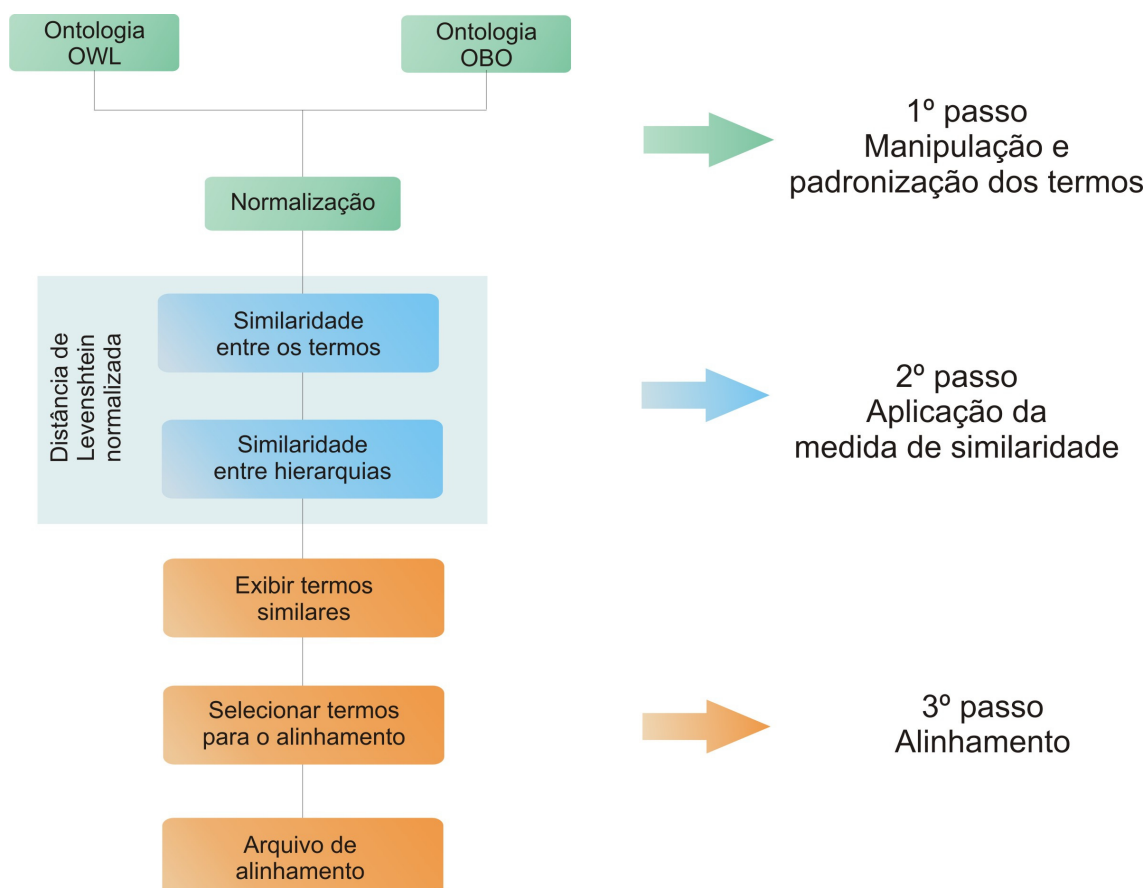 Ontologia
OWL
Ontologia
OBO
1º passo
Manipulação e
padronização dos termos
Normalização
Distância de
Levenshtein
normalizada
Similaridade
entre os termos
Similaridade
entre hierarquias
2º passo
Aplicação da
medida de similaridade
Exibir termos
similares
Selecionar termos
para o alinhamento
3º passo
Alinhamento
Arquivo de
alinhamento